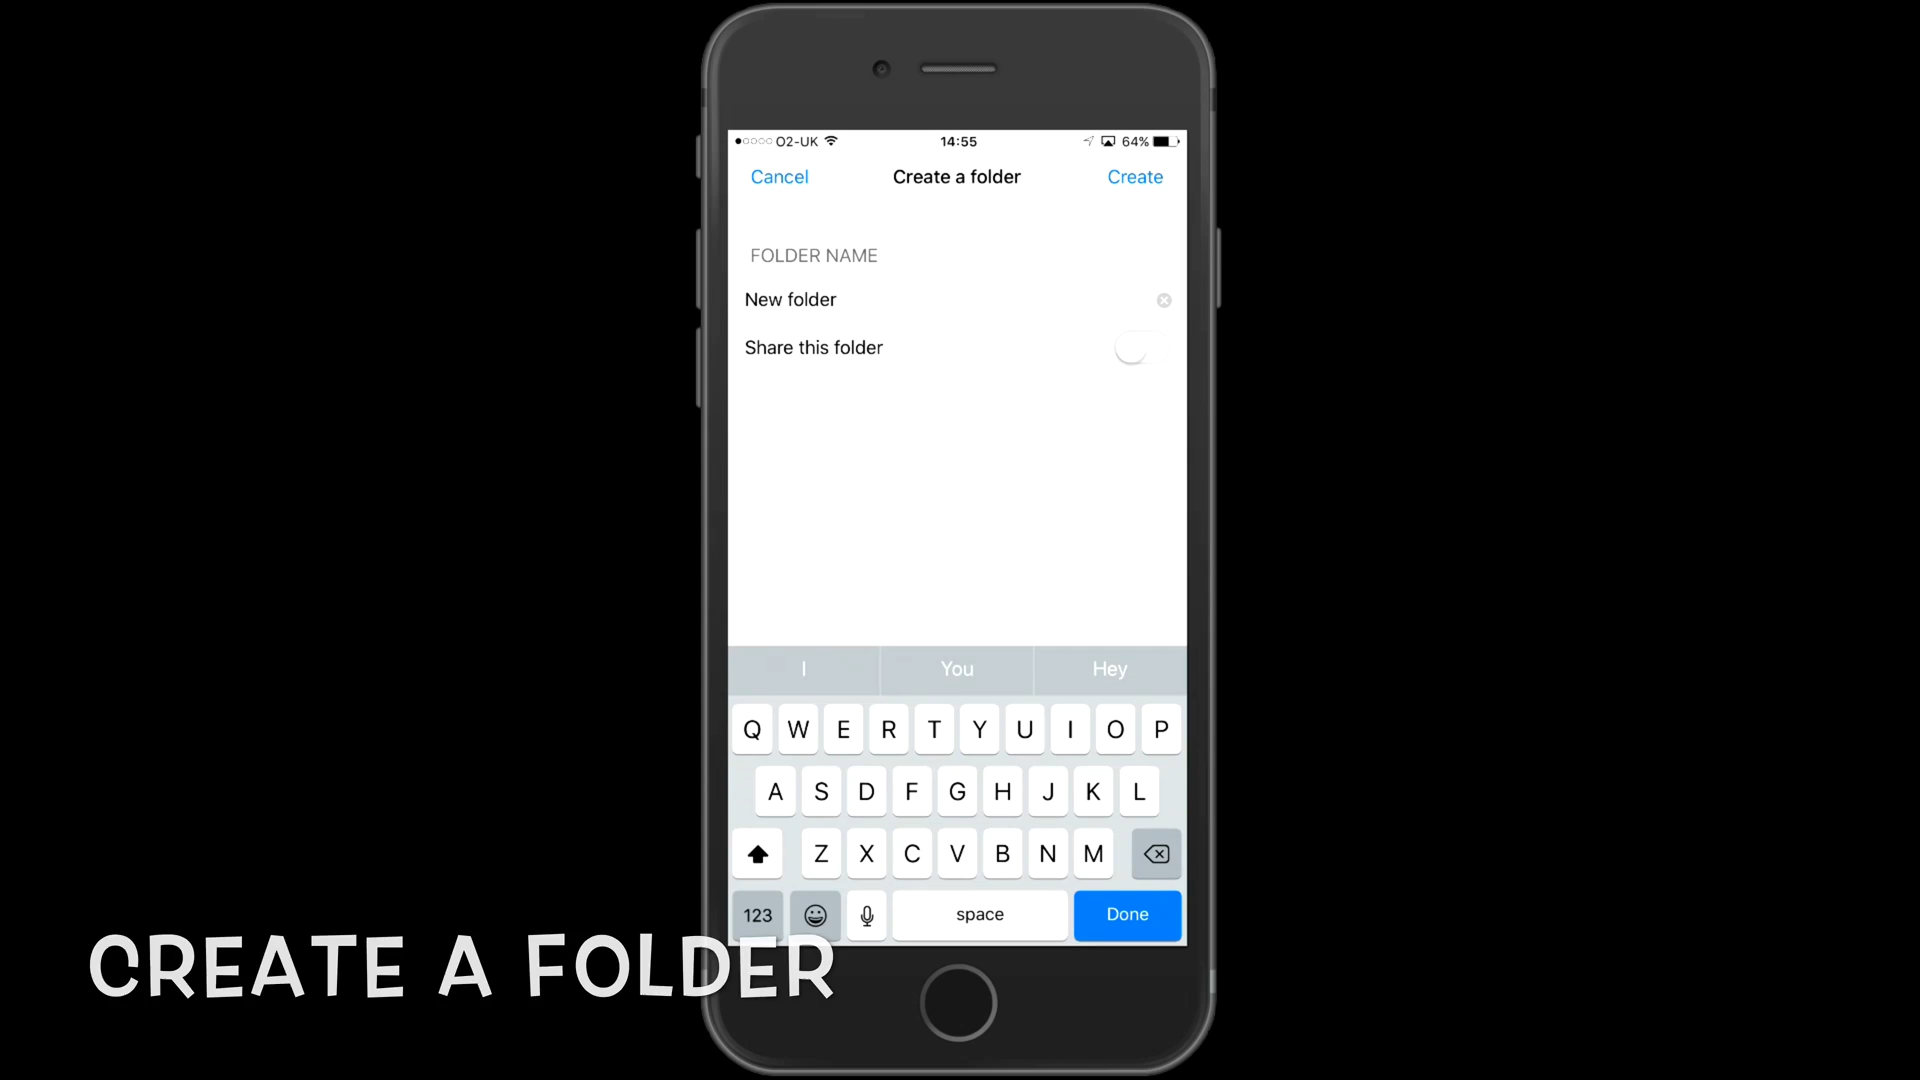 O2-UK 14:55 64%
Cancel Create a folder Create
FOLDER NAME
New folder
Share this folder
I You Hey
Q W E R T Y U I O P
A S D F G H J K L
Z X C V B N M
123 space Done
CREATE A FOLDER